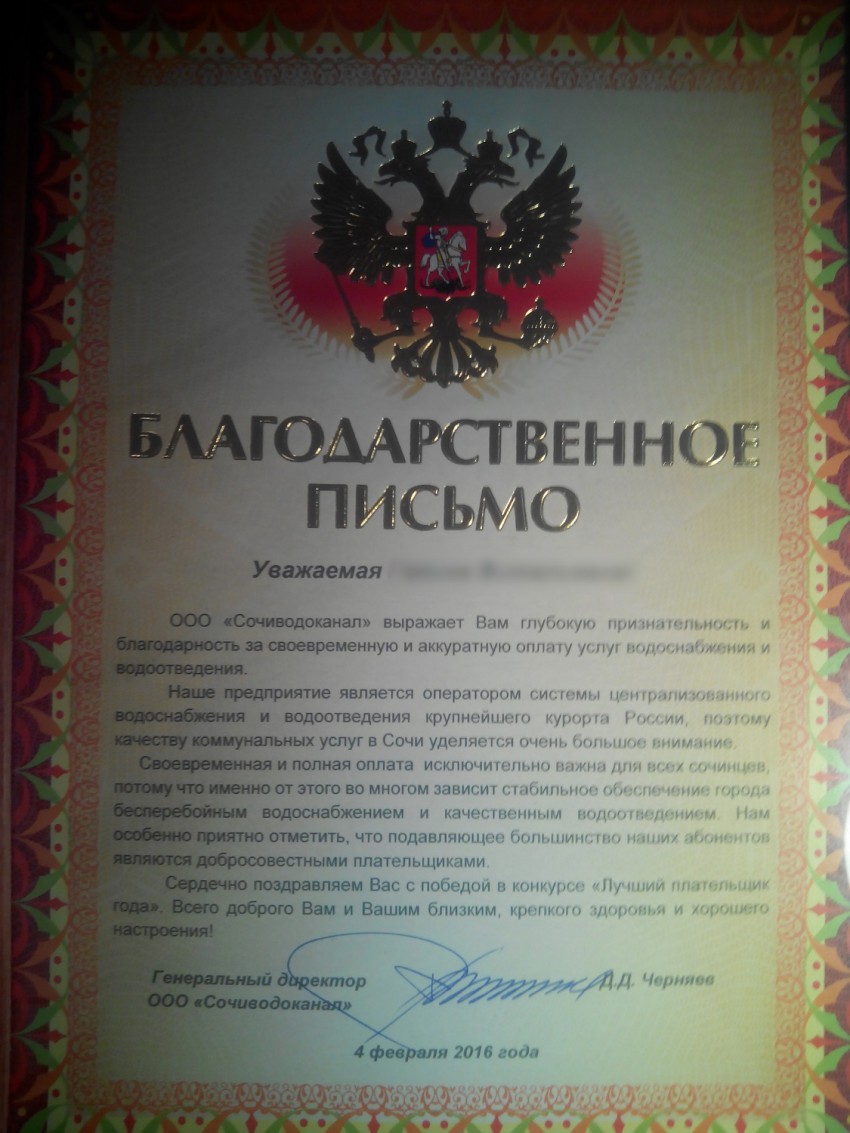 БЛАГОДАРСТВЕННОЕ
ПИСЬМО
Уважаемая
ООО «Сочиводоканал» выражает Вам глубокую признательность и
благодарность за своевременную и аккуратную оплату услуг водоснабжения и
водоотведения.
Наше предприятие является оператором системы централизованного
водоснабжения и водоотведения крупнейшего курорта России, поэтому
качеству коммунальных услуг в Сочи уделяется очень большое внимание.
Своевременная и полная оплата исключительно важна для всех сочинцев,
потому что именно от этого во многом зависит стабильное обеспечение города
бесперебойным водоснабжением и качественным водоотведением. Нам
особенно приятно отметить, что подавляющее большинство наших абонентов
являются добросовестными плательщиками.
Сердечно поздравляем Вас с победой в конкурсе «Лучший плательщик
года». Всего доброго Вам и Вашим близким, крепкого здоровья и хорошего
настроения!
Генеральный директор Д.Д. Черняев
ООО «Сочиводоканал»
4 февраля 2016 года